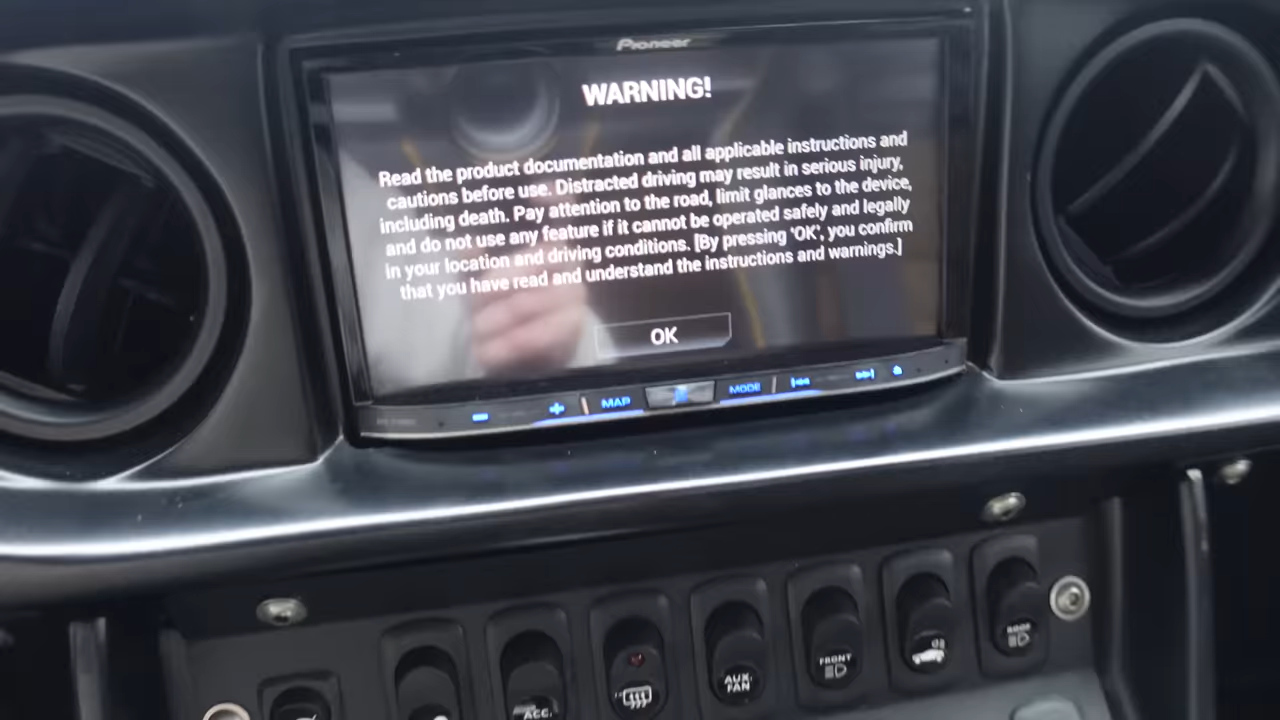 Pioneer
WARNING!
Read the product documentation and all applicable instructions and
cautions before use. Distracted driving may result in serious injury,
including death. Pay attention to the road, limit glances to the device,
and do not use any feature if it cannot be operated safely and legally
in your location and driving conditions. [By pressing 'OK', you confirm
that you have read and understand the instructions and warnings.]
OK
MAP
MODE
ACC.
AUX.
FAN
FRONT
ROOF